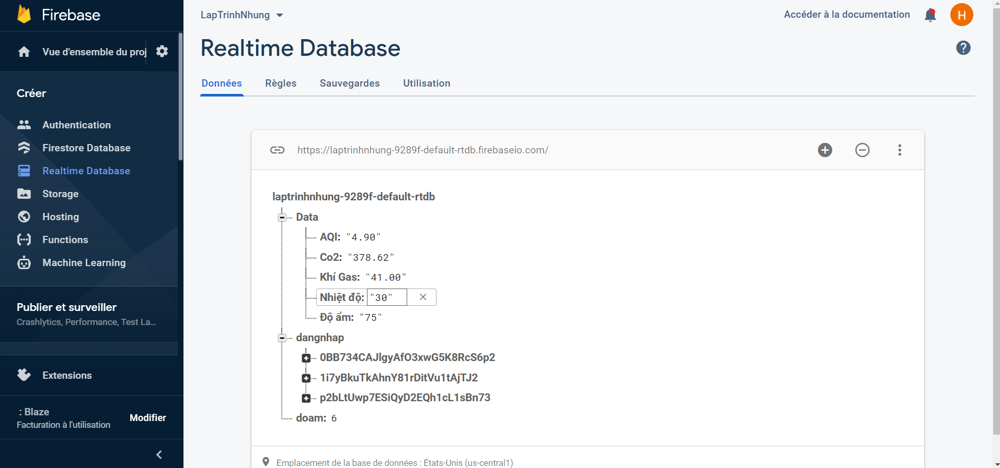 Firebase
LapTrinhNhung
Accéder à la documentation
H
Vue d'ensemble du proj
Realtime Database
?
Données Règles Sauvegardes Utilisation
Créer
Authentication
Firestore Database
Realtime Database
Storage
Hosting
Functions
Machine Learning
Publier et surveiller
Crashlytics, Performance, Test La...
Extensions
: Blaze
Facturation à l'utilisation
Modifier
https://laptrinhnhung-9289f-default-rtdb.firebaseio.com/
laptrinhnhung-9289f-default-rtdb
Data
AQI: "4.90"
Co2: "378.62"
Khí Gas: "41.00"
Nhiệt độ: "30"
Độ ẩm: "75"
dangnhap
0BB734CAJlgyAfO3xwG5K8RcS6p2
1i7yBkuTkAhnY81rDitVu1tAjTJ2
p2bLtUwp7ESiQyD2EQh1cL1sBn73
doam: 6
Emplacement de la base de données : États-Unis (us-central1)